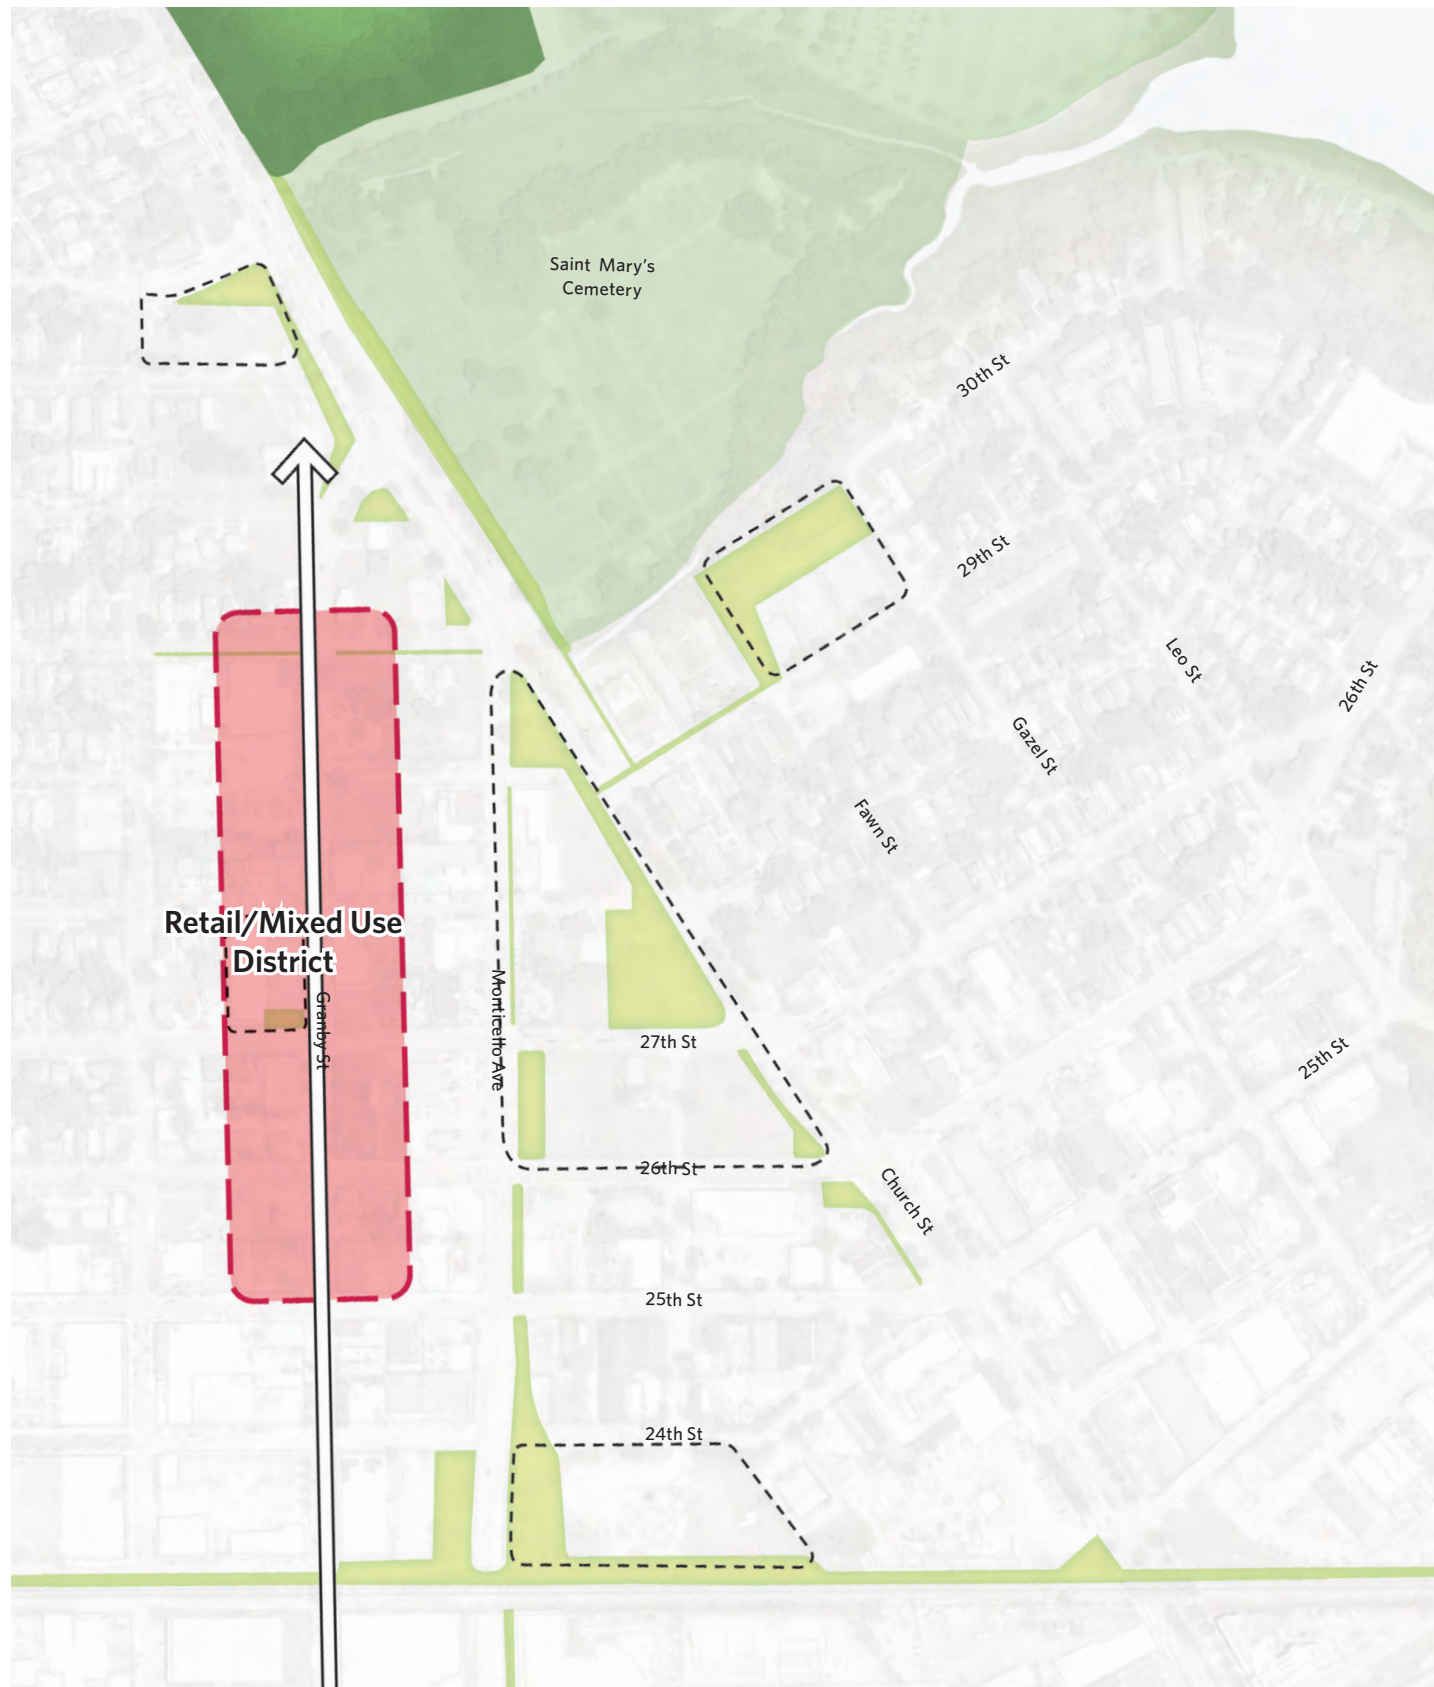 Saint Mary's
Cemetery
30th St
29th St
Leo St
26th St
Gazel St
Fawn St
Retail/Mixed Use
District
Granby St
Monticello Ave
27th St
25th St
26th St
Church St
25th St
24th St